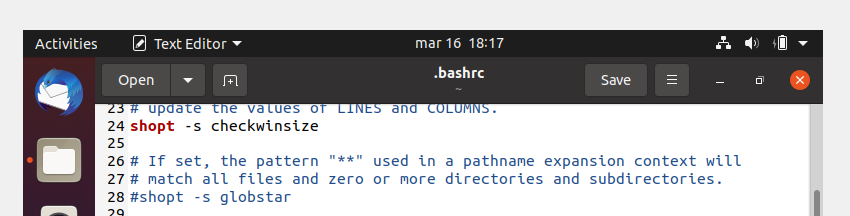 Activities Text Editor mar 16 18:17
Open .bashrc Save
~
23 # update the values of LINES and COLUMNS.
24 shopt -s checkwinsize
25
26 # If set, the pattern "**" used in a pathname expansion context will
27 # match all files and zero or more directories and subdirectories.
28 #shopt -s globstar
29